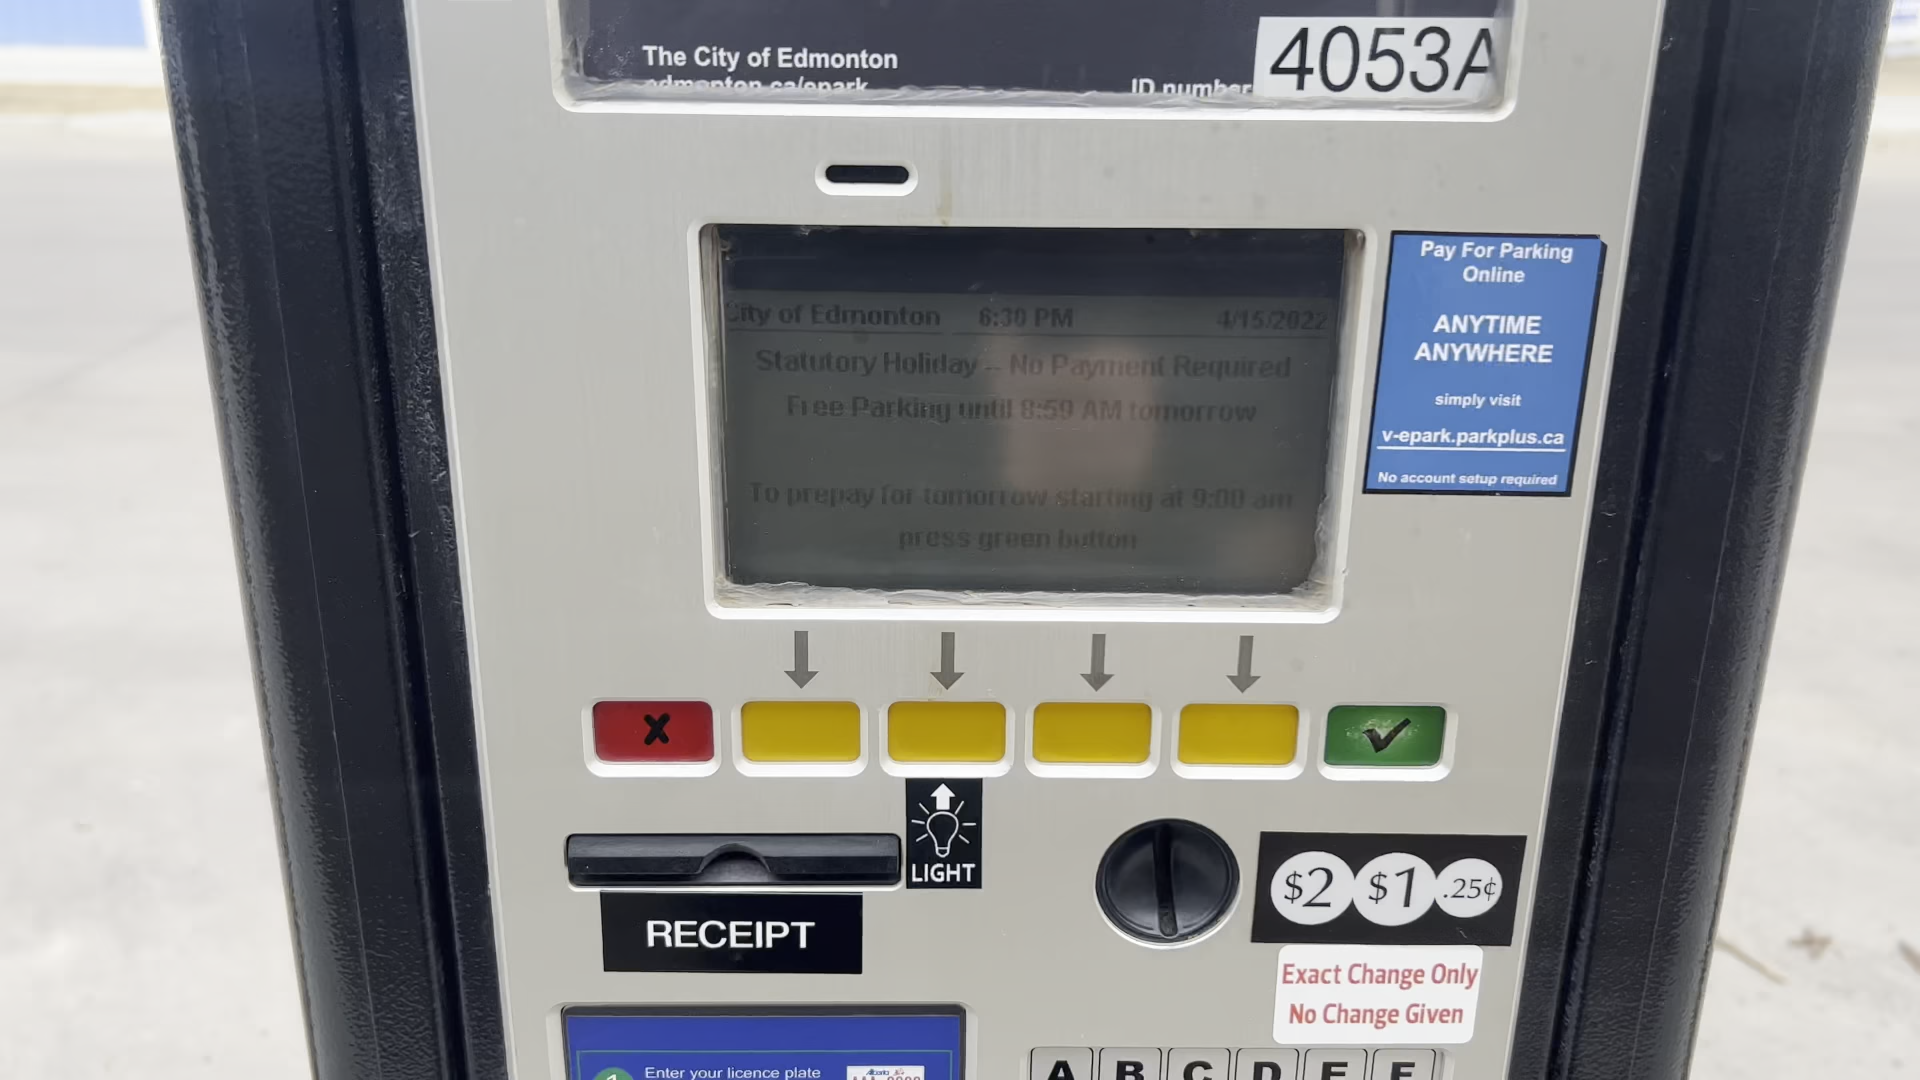 The City of Edmonton
edmonton.ca/epark
ID number
4053A
City of Edmonton 6:30 PM 4/15/2022
Statutory Holiday -- No Payment Required
Free Parking until 8:59 AM tomorrow
To prepay for tomorrow starting at 9:00 am
press green button
Pay For Parking
Online
ANYTIME
ANYWHERE
simply visit
v-epark.parkplus.ca
No account setup required
X
LIGHT
RECEIPT
$2 $1 .25¢
Exact Change Only
No Change Given
1 Enter your licence plate
Alberta
A B C D E F